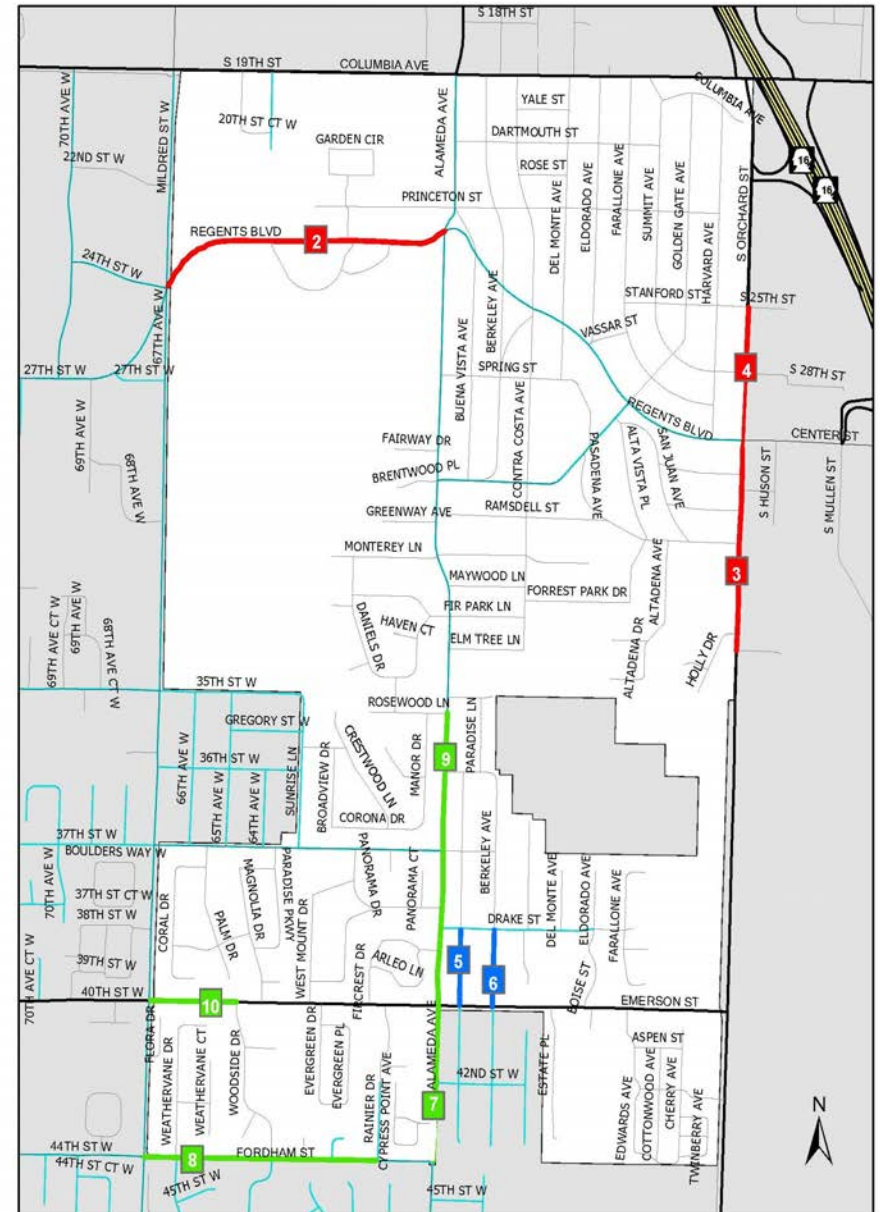 S 18TH ST
S 19TH ST
COLUMBIA AVE
COLUMBIA AVE
70TH AVE W
MILDRED ST W
20TH ST CT W
22ND ST W
GARDEN CIR
ALAMEDA AVE
YALE ST
DARTMOUTH ST
ROSE ST
PRINCETON ST
DEL MONTE AVE
ELDORADO AVE
FARALLONE AVE
SUMMIT AVE
GOLDEN GATE AVE
HARVARD AVE
S ORCHARD ST
16
16
REGENTS BLVD
2
24TH ST W
67TH AVE W
BERKELEY AVE
STANFORD ST
S 25TH ST
VASSAR ST
27TH ST W
27TH ST W
BUENA VISTA AVE
SPRING ST
4
S 28TH ST
CONTRA COSTA AVE
REGENTS BLVD
CENTER ST
69TH AVE W
68TH AVE W
FAIRWAY DR
BRENTWOOD PL
PASADENA AVE
ALTA VISTA PL
SAN JUAN AVE
S HUSON ST
S MULLEN ST
GREENWAY AVE
RAMSDELL ST
MONTEREY LN
MAYWOOD LN
FORREST PARK DR
ALTADENA AVE
3
69TH AVE CT W
69TH AVE W
68TH AVE CT W
DANIELS DR
HAVEN CT
FIR PARK LN
ELM TREE LN
ALTADENA DR
HOLLY DR
35TH ST W
ROSEWOOD LN
GREGORY ST W
36TH ST W
66TH AVE W
65TH AVE W
64TH AVE W
SUNRISE LN
BROADVIEW DR
CRESTWOOD LN
MANOR DR
9
PARADISE LN
CORONA DR
37TH ST W
BOULDERS WAY W
70TH AVE W
37TH ST CT W
38TH ST W
39TH ST W
40TH ST W
70TH AVE CT W
CORAL DR
PALM DR
MAGNOLIA DR
PARADISE PKWY
WEST MOUNT DR
PANORAMA DR
PANORAMA CT
BERKELEY AVE
DEL MONTE AVE
ELDORADO AVE
FARALLONE AVE
DRAKE ST
FIRCREST DR
ARLEO LN
5
6
BOISE ST
10
EMERSON ST
FLORA DR
WEATHERVANE DR
WEATHERVANE CT
WOODSIDE DR
EVERGREEN DR
EVERGREEN PL
RAINIER DR
CYPRESS POINT AVE
ALAMEDA AVE
7
42ND ST W
ESTATE PL
ASPEN ST
EDWARDS AVE
COTTONWOOD AVE
CHERRY AVE
TWINBERRY AVE
N
44TH ST W
44TH ST CT W
8
FORDHAM ST
45TH ST W
45TH ST W